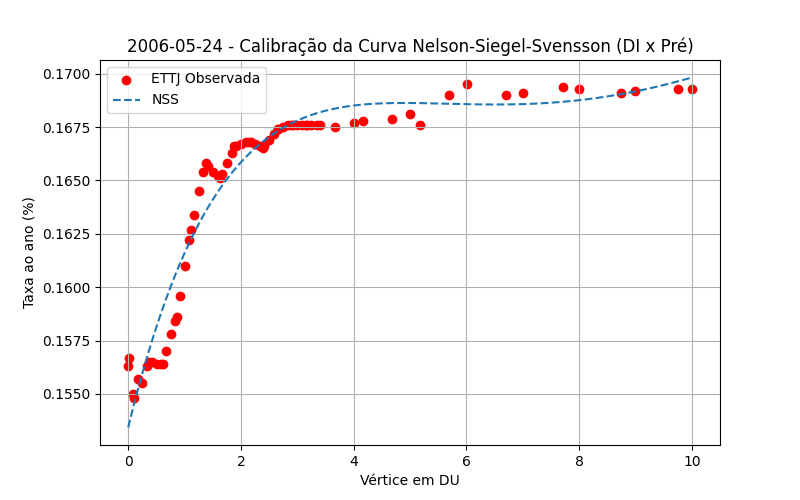 2006-05-24 - Calibração da Curva Nelson-Siegel-Svensson (DI x Pré)
ETTJ Observada
NSS
0.1700
0.1675
0.1650
0.1625
0.1600
0.1575
0.1550
Taxa ao ano (%)
0 2 4 6 8 10
Vértice em DU